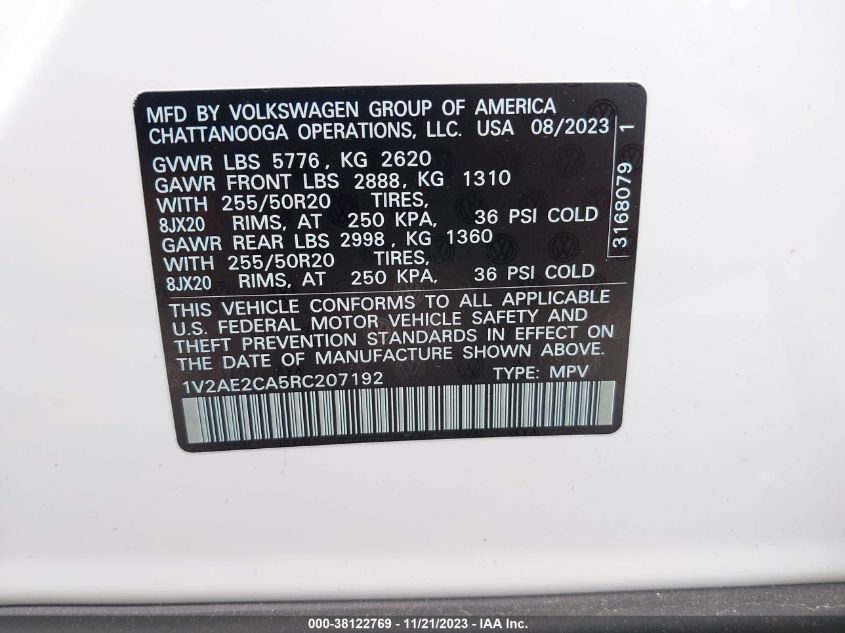 MFD BY VOLKSWAGEN GROUP OF AMERICA
CHATTANOOGA OPERATIONS, LLC. USA 08/2023
GVWR LBS 5776, KG 2620
GAWR FRONT LBS 2888, KG 1310
WITH 255/50R20 TIRES,
8JX20 RIMS, AT 250 KPA, 36 PSI COLD
GAWR REAR LBS 2998, KG 1360
WITH 255/50R20 TIRES,
8JX20 RIMS, AT 250 KPA, 36 PSI COLD
3168079 1
THIS VEHICLE CONFORMS TO ALL APPLICABLE
U.S. FEDERAL MOTOR VEHICLE SAFETY AND
THEFT PREVENTION STANDARDS IN EFFECT ON
THE DATE OF MANUFACTURE SHOWN ABOVE.
1V2AE2CA5RC207192 TYPE: MPV
000-38122769 - 11/21/2023 - IAA Inc.